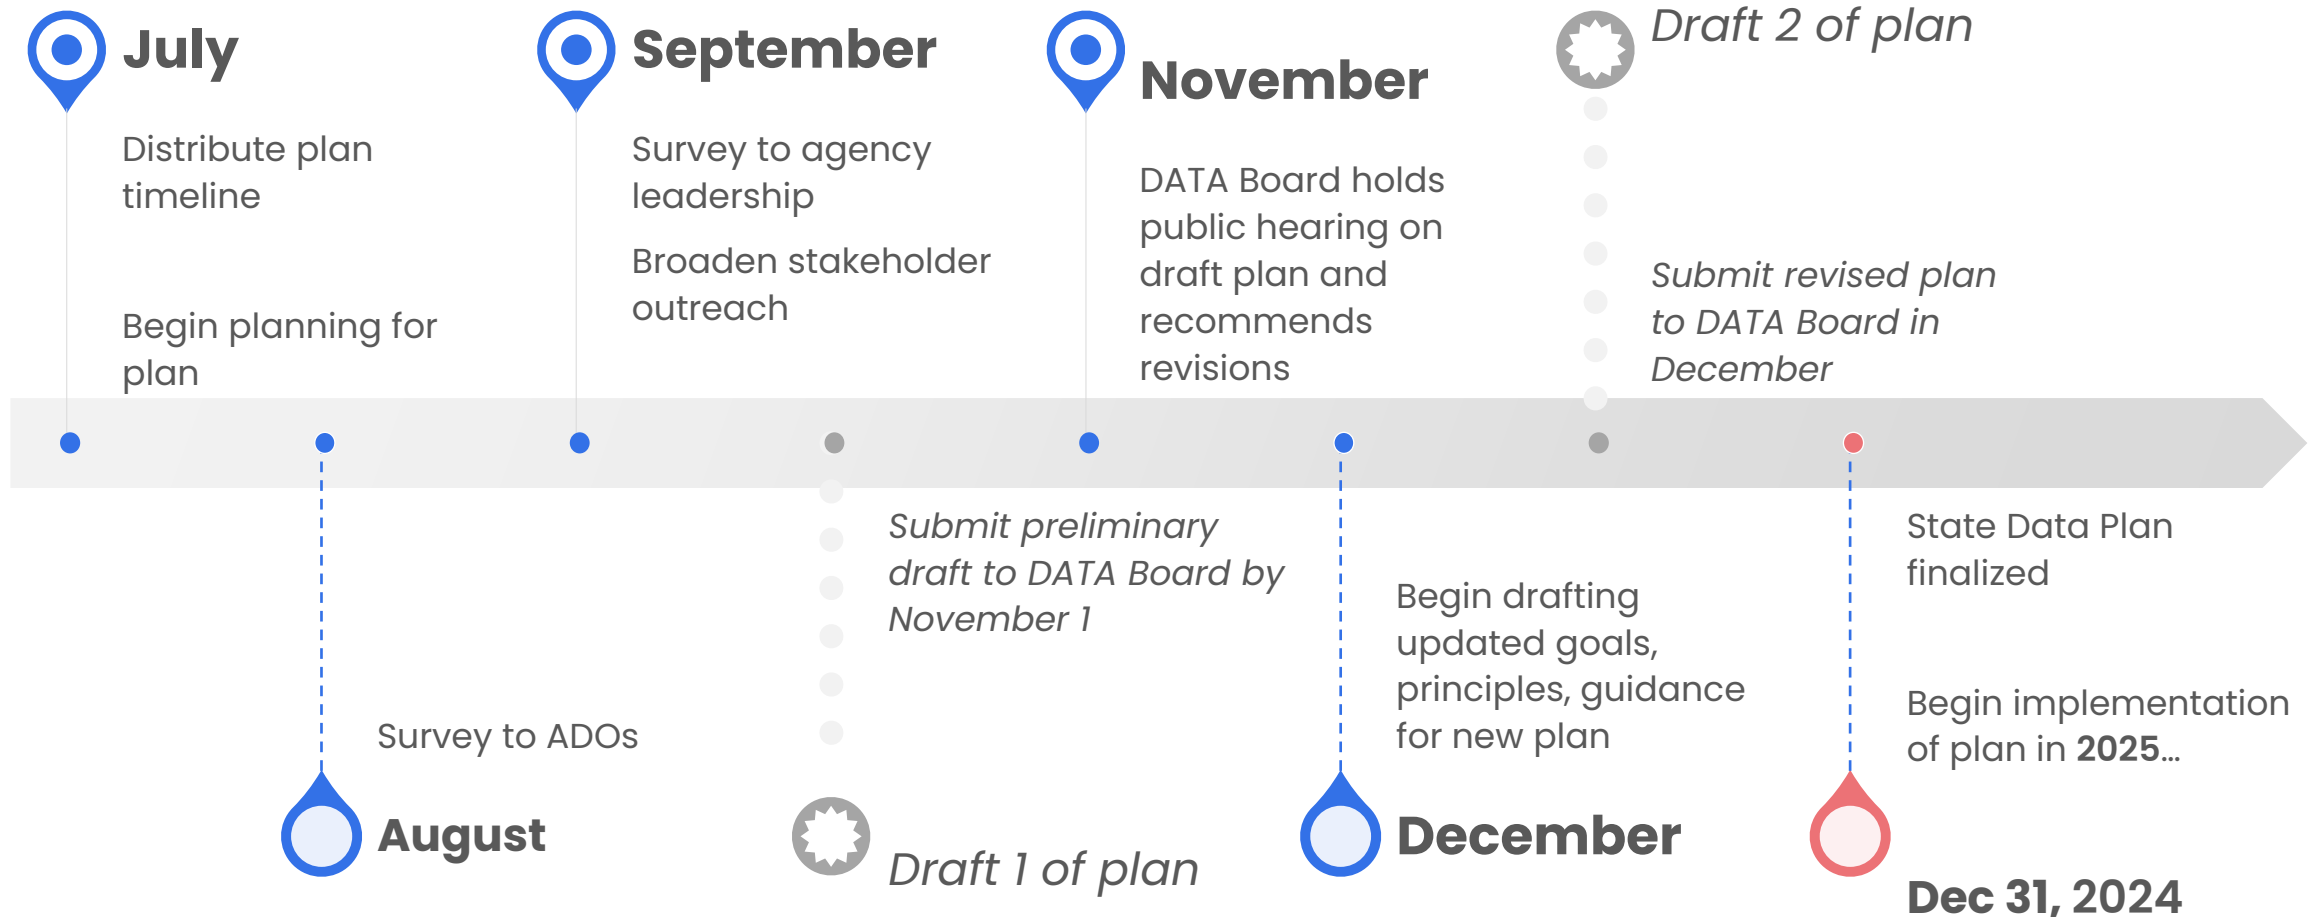 July
Distribute plan
timeline
Begin planning for
plan
September
Survey to agency
leadership
Broaden stakeholder
outreach
November
DATA Board holds
public hearing on
draft plan and
recommends
revisions
Draft 2 of plan
Submit revised plan
to DATA Board in
December
Survey to ADOs
August
Submit preliminary
draft to DATA Board by
November 1
Draft 1 of plan
Begin drafting
updated goals,
principles, guidance
for new plan
December
State Data Plan
finalized
Begin implementation
of plan in 2025...
Dec 31, 2024